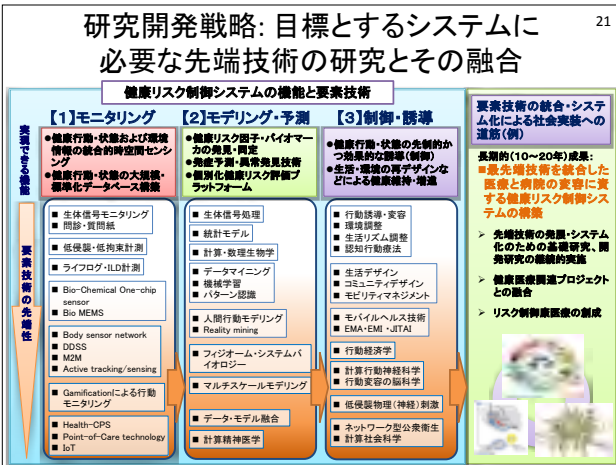 研究開発戦略: 目標とするシステムに
必要な先端技術の研究とその融合
21
健康リスク制御システムの機能と要素技術
実現できる機能
要素技術の先端性
【1】モニタリング
●健康行動・状態および環境
情報の統合的時空間センシ
ング
●健康行動・状態の大規模・
標準化データベース構築
■ 生体信号モニタリング
■ 問診・質問紙
■ 低侵襲・低拘束計測
■ ライフログ・ILD計測
■ Bio-Chemical One-chip
sensor
■ Bio MEMS
■ Body sensor network
■ DDSS
■ M2M
■ Active tracking/sensing
■ Gamificationによる行動
モニタリング
■ Health-CPS
■ Point-of-Care technology
■ IoT
【2】モデリング・予測
●健康リスク因子・バイオマー
カの発見・同定
●発症予測・異常発見技術
●個別化健康リスク評価プ
ラットフォーム
■ 生体信号処理
■ 統計モデル
■ 計算・数理生物学
■ データマイニング
■ 機械学習
■ パターン認識
■ 人間行動モデリング
■ Reality mining
■ フィジオーム・システムバ
イオロジー
■ マルチスケールモデリング
■ データ・モデル融合
■ 計算精神医学
【3】制御・誘導
●健康行動・状態の先制的か
つ効果的な誘導(制御)
●生活・環境の再デザインな
どによる健康維持・増進
■ 行動誘導・変容
■ 環境調整
■ 生活リズム調整
■ 認知行動療法
■ 生活デザイン
■ コミュニティデザイン
■ モビリティマネジメント
■ モバイルヘルス技術
■ EMA・EMI・JITAI
■ 行動経済学
■ 計算行動神経科学
■ 行動変容の脳科学
■ 低侵襲物理(神経)刺激
■ ネットワーク型公衆衛生
■ 計算社会科学
要素技術の統合・システ
ム化による社会実装への
道筋(例)
長期的(10～20年)成果:
■最先端技術を統合した
医療と病院の変容に資
する健康リスク制御シス
テムの構築
➢ 先端技術の発展・システム
化のための基礎研究、開
発研究の継続的実施
➢ 健康医療関連プロジェクト
との融合
➢ リスク制御康医療の創成